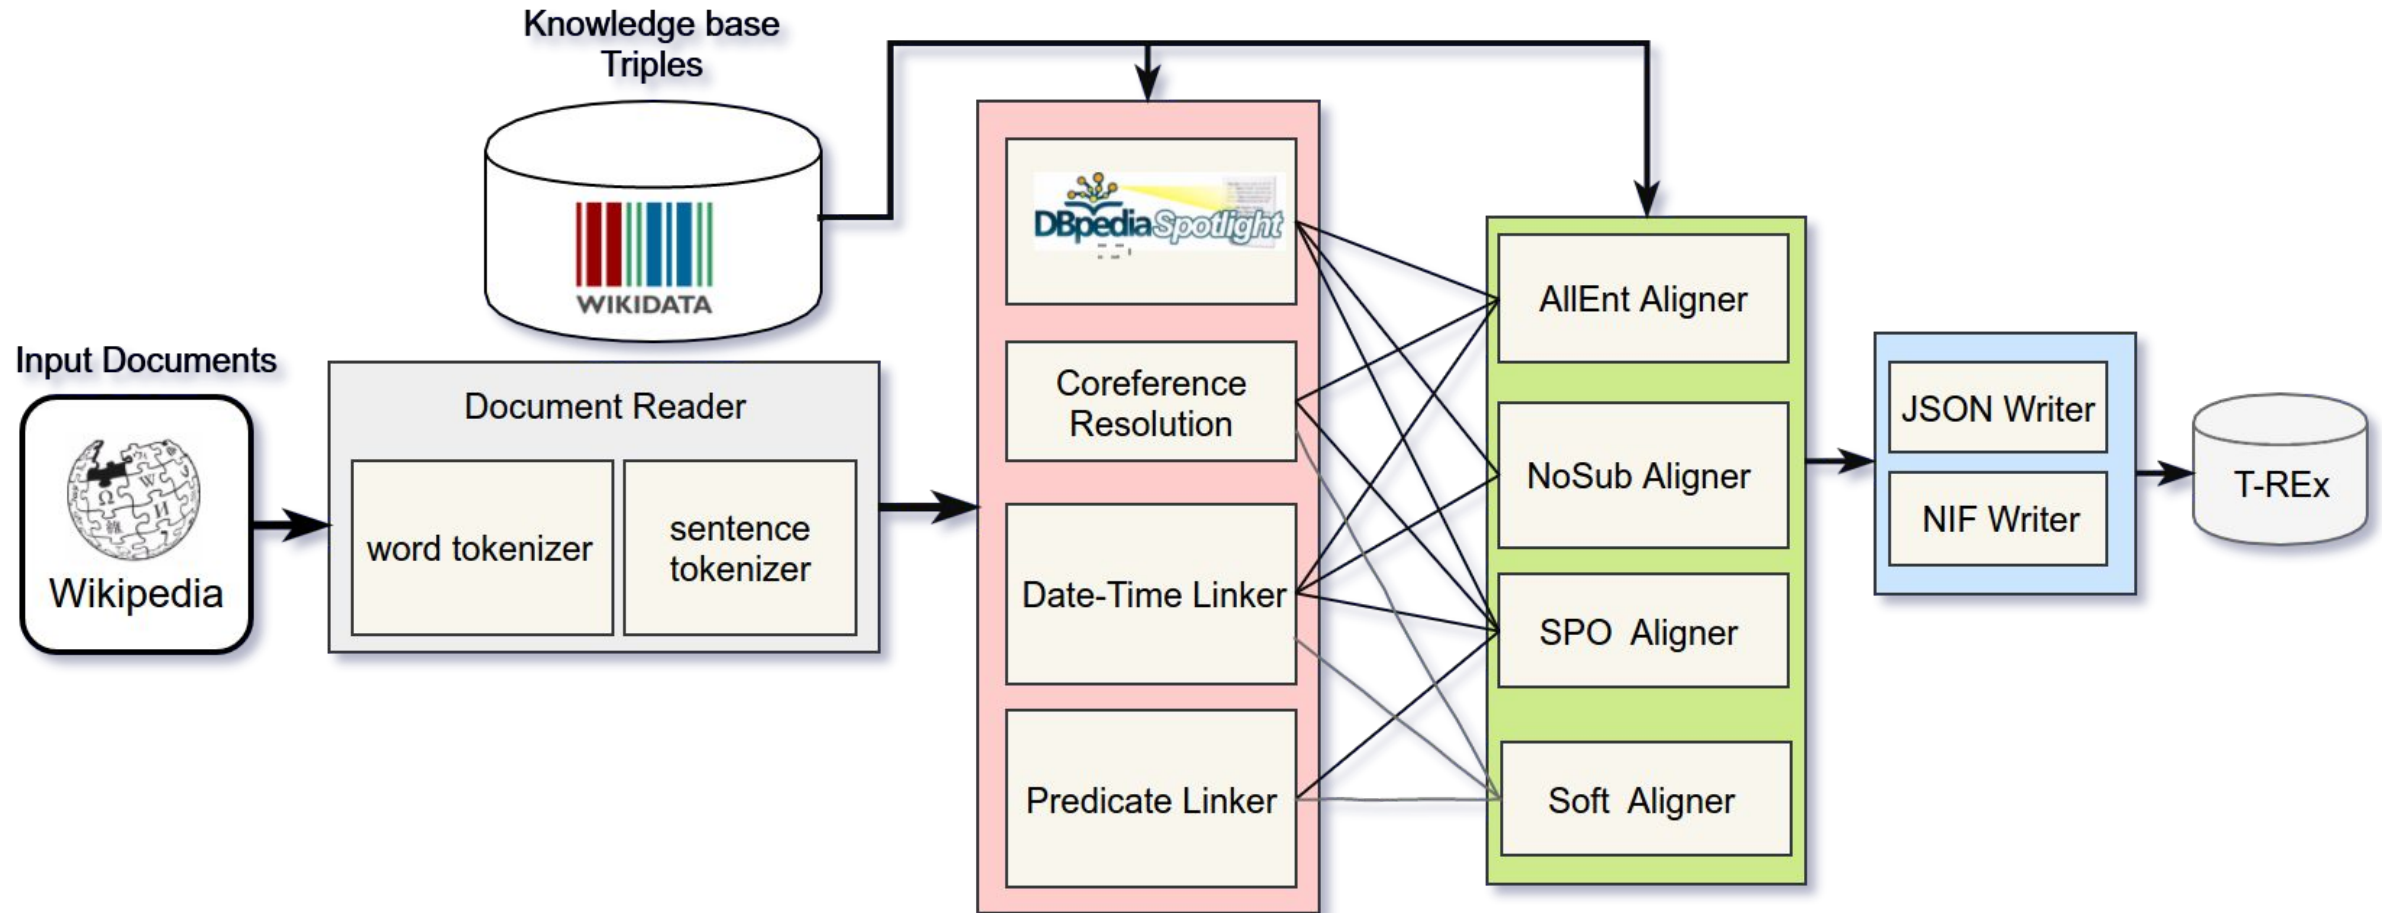 Knowledge base
Triples
WIKIDATA
Input Documents
Wikipedia
Document Reader
word tokenizer
sentence
tokenizer
DBpedia Spotlight
Coreference
Resolution
Date-Time Linker
Predicate Linker
AllEnt Aligner
NoSub Aligner
SPO Aligner
Soft Aligner
JSON Writer
NIF Writer
T-REx